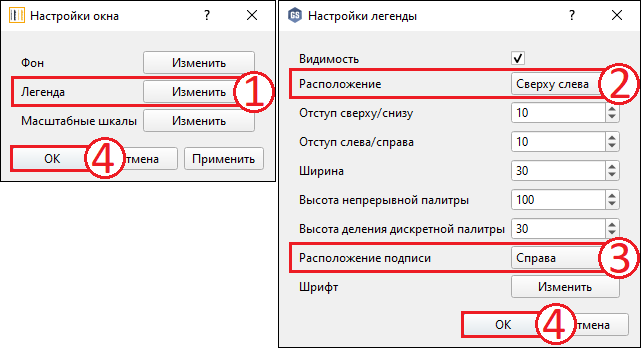 Настройки окна ? ×
Фон Изменить
Легенда Изменить 1
Масштабные шкалы Изменить
OK 4 тмена Применить
GS Настройки легенды ? ×
Видимость
Расположение Сверху слева 2
Отступ сверху/снизу 10
Отступ слева/справа 10
Ширина 30
Высота непрерывной палитры 100
Высота деления дискретной палитры 30
Расположение подписи Справа 3
Шрифт Изменить
OK 4 тмена